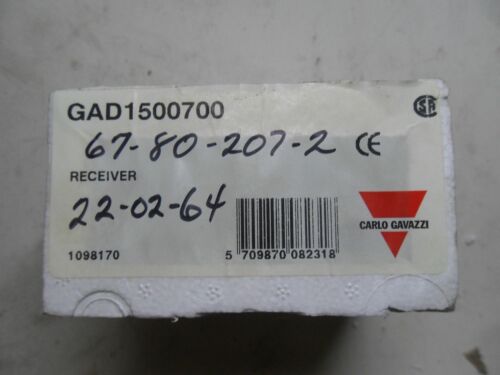 GAD1500700
67-80-207-2 CE
RECEIVER
22-02-64
CARLO GAVAZZI
1098170
5 709870 082318